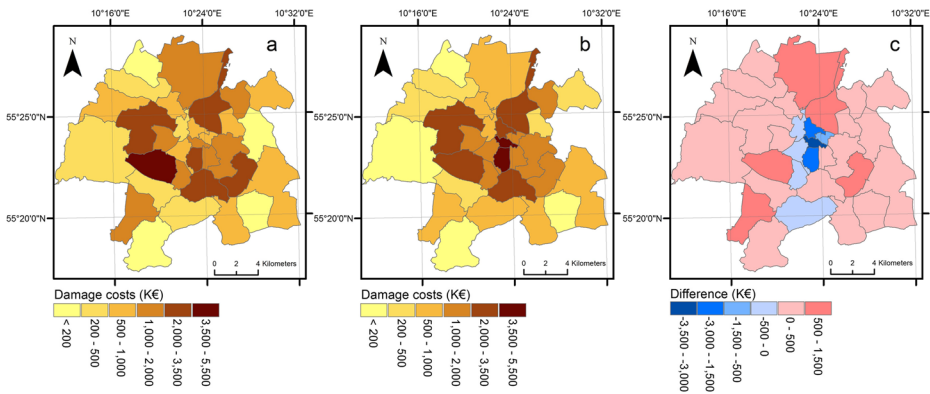 10°16'0"E 10°24'0"E 10°32'0"E
N
a
55°25'0"N
55°20'0"N
0 2 4 Kilometers
Damage costs (K€)
< 200
200 - 500
500 - 1,000
1,000 - 2,000
2,000 - 3,500
3,500 - 5,500
10°16'0"E 10°24'0"E 10°32'0"E
N
b
55°25'0"N
55°20'0"N
0 2 4 Kilometers
Damage costs (K€)
< 200
200 - 500
500 - 1,000
1,000 - 2,000
2,000 - 3,500
3,500 - 5,500
10°16'0"E 10°24'0"E 10°32'0"E
N
c
55°25'0"N
55°20'0"N
0 2 4 Kilometers
Difference (K€)
-3,500 - -3,000
-3,000 - -1,500
-1,500 - -500
-500 - 0
0 - 500
500 - 1,500